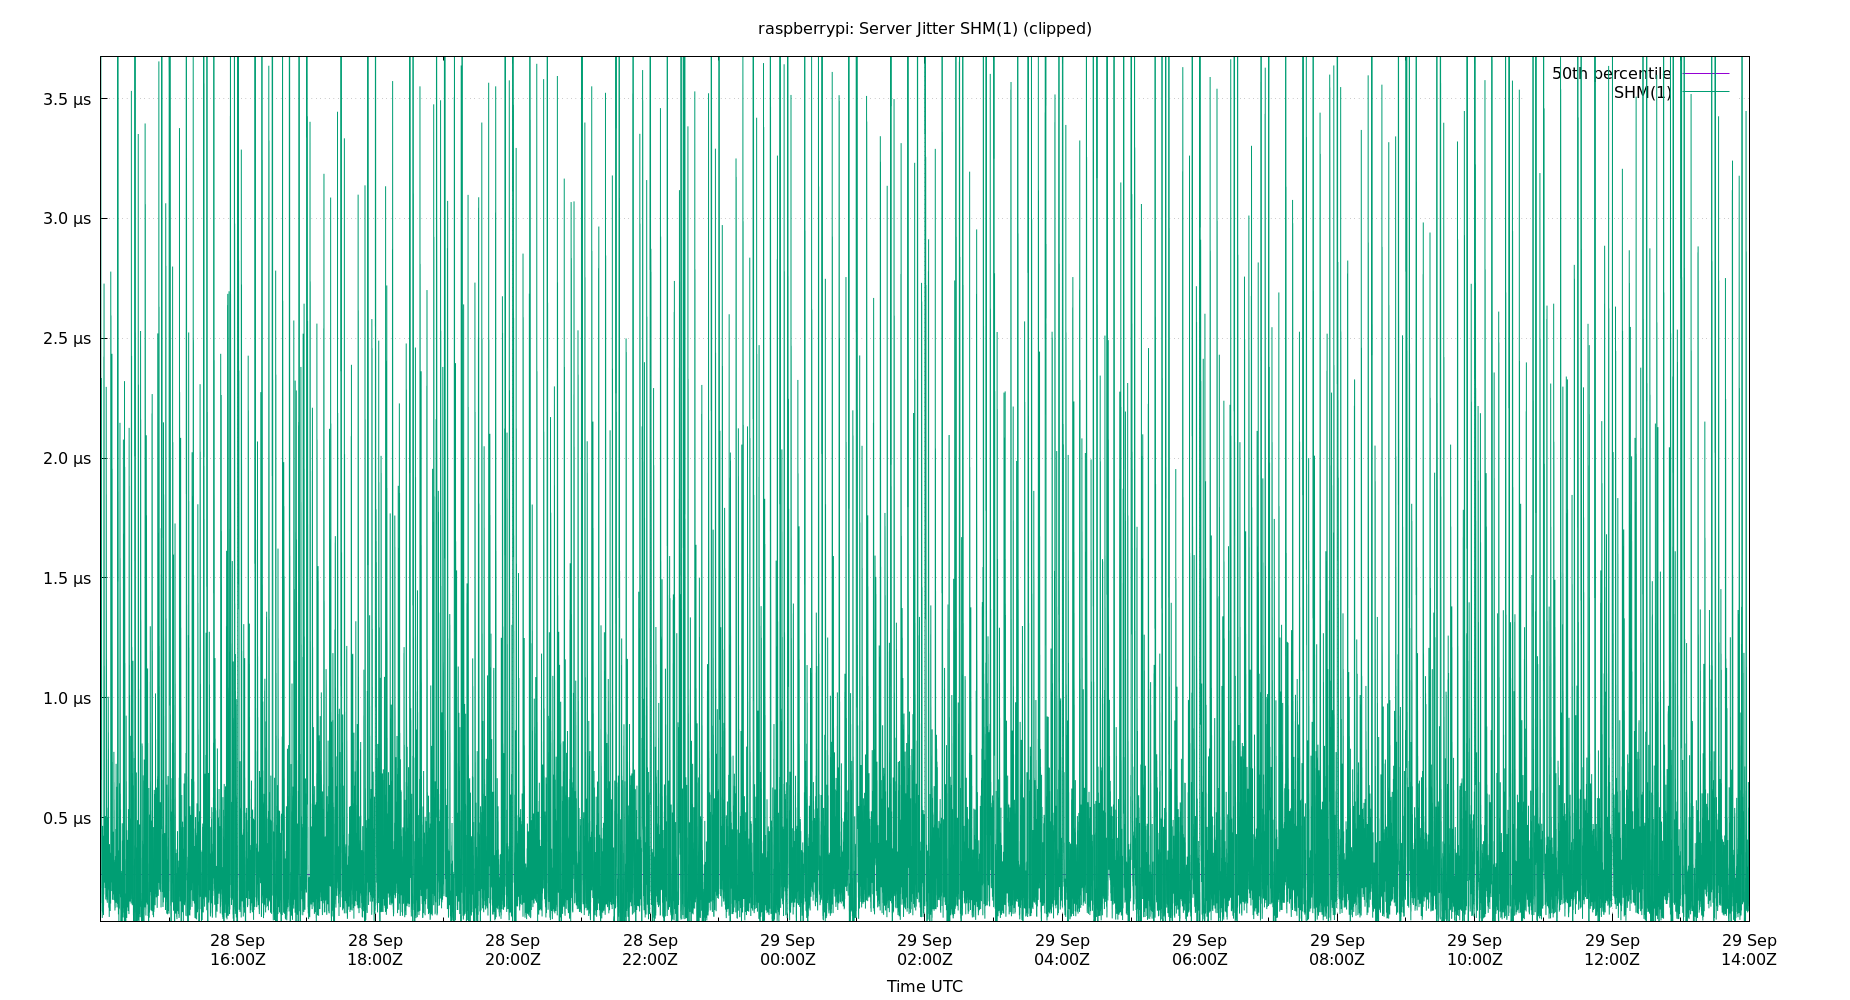 raspberrypi: Server Jitter SHM(1) (clipped)
50th percentile
SHM(1)
3.5 µs
3.0 µs
2.5 µs
2.0 µs
1.5 µs
1.0 µs
0.5 µs
28 Sep 28 Sep 28 Sep 28 Sep 29 Sep 29 Sep 29 Sep 29 Sep 29 Sep 29 Sep 29 Sep 29 Sep
16:00Z 18:00Z 20:00Z 22:00Z 00:00Z 02:00Z 04:00Z 06:00Z 08:00Z 10:00Z 12:00Z 14:00Z
Time UTC